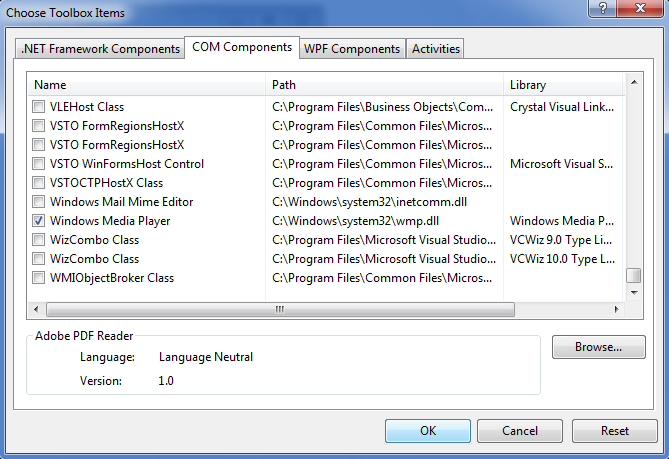 Choose Toolbox Items
.NET Framework Components COM Components WPF Components Activities
Name Path Library
VLEHost Class C:\Program Files\Business Objects\Com... Crystal Visual Link...
VSTO FormRegionsHostX C:\Program Files\Common Files\Micros...
VSTO FormRegionsHostX C:\Program Files\Common Files\Micros...
VSTO WinFormsHost Control C:\Program Files\Common Files\Micros... Microsoft Visual S...
VSTOCTPHostX Class C:\Program Files\Common Files\Micros...
Windows Mail Mime Editor C:\Windows\system32\inetcomm.dll
Windows Media Player C:\Windows\system32\wmp.dll Windows Media P...
WizCombo Class C:\Program Files\Microsoft Visual Studio... VCWiz 9.0 Type Li...
WizCombo Class C:\Program Files\Microsoft Visual Studio... VCWiz 10.0 Type L...
WMIObjectBroker Class C:\Program Files\Common Files\Micros...
Adobe PDF Reader
Language: Language Neutral
Version: 1.0
Browse...
OK Cancel Reset